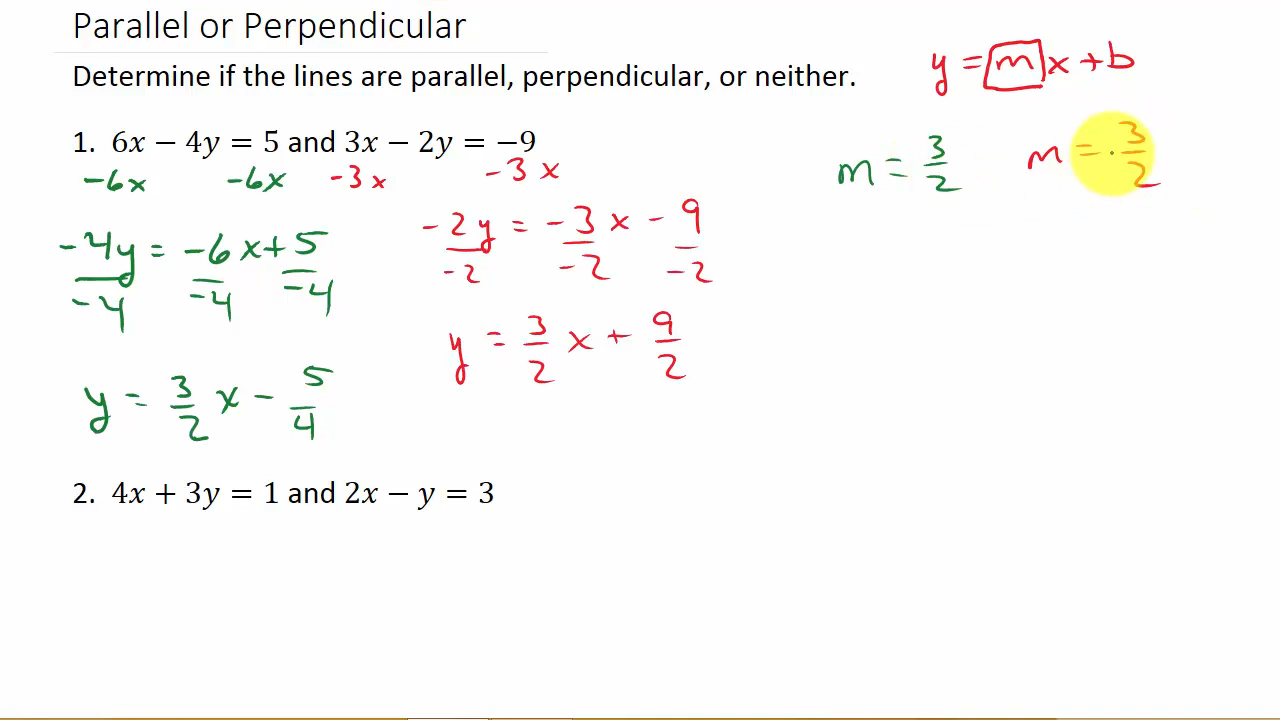 Parallel or Perpendicular
Determine if the lines are parallel, perpendicular, or neither.
y = m x + b
1. 6x − 4y = 5 and 3x − 2y = −9
-6x -6x -3x -3x
m = 3/2 m = 3/2
-4y/-4 = -6x/-4 + 5/-4
-2y/-2 = -3x/-2 - 9/-2
y = 3/2 x + 9/2
y = 3/2 x - 5/4
2. 4x + 3y = 1 and 2x − y = 3